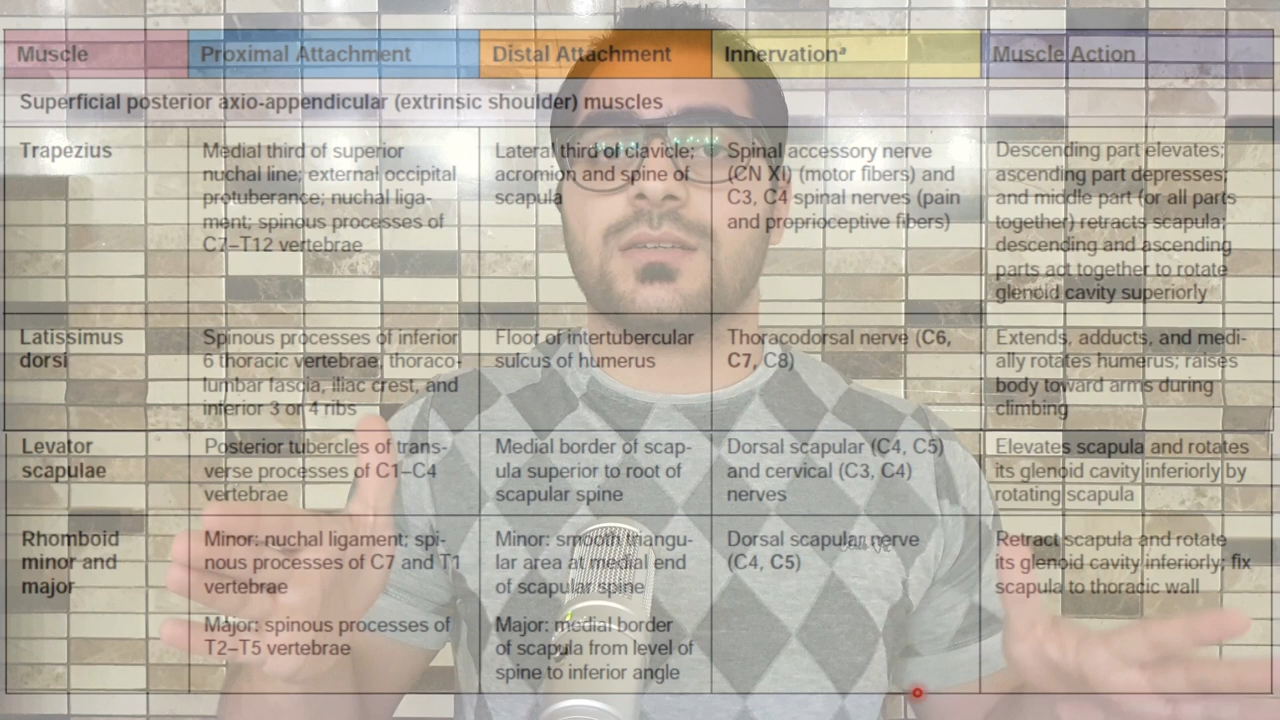 Muscle Proximal Attachment Distal Attachment Innervationᵃ Muscle Action
Superficial posterior axio-appendicular (extrinsic shoulder) muscles
Trapezius
Medial third of superior
nuchal line; external occipital
protuberance; nuchal liga-
ment; spinous processes of
C7–T12 vertebrae
Lateral third of clavicle;
acromion and spine of
scapula
Spinal accessory nerve
(CN XI) (motor fibers) and
C3, C4 spinal nerves (pain
and proprioceptive fibers)
Descending part elevates;
ascending part depresses;
and middle part (or all parts
together) retracts scapula;
descending and ascending
parts act together to rotate
glenoid cavity superiorly
Latissimus
dorsi
Spinous processes of inferior
6 thoracic vertebrae, thoraco-
lumbar fascia, iliac crest, and
inferior 3 or 4 ribs
Floor of intertubercular
sulcus of humerus
Thoracodorsal nerve (C6,
C7, C8)
Extends, adducts, and medi-
ally rotates humerus; raises
body toward arms during
climbing
Levator
scapulae
Posterior tubercles of trans-
verse processes of C1–C4
vertebrae
Medial border of scap-
ula superior to root of
scapular spine
Dorsal scapular (C4, C5)
and cervical (C3, C4)
nerves
Elevates scapula and rotates
its glenoid cavity inferiorly by
rotating scapula
Rhomboid
minor and
major
Minor: nuchal ligament; spi-
nous processes of C7 and T1
vertebrae
Major: spinous processes of
T2–T5 vertebrae
Minor: smooth triangu-
lar area at medial end
of scapular spine
Major: medial border
of scapula from level of
spine to inferior angle
Dorsal scapular nerve
(C4, C5)
Retract scapula and rotate
its glenoid cavity inferiorly; fix
scapula to thoracic wall